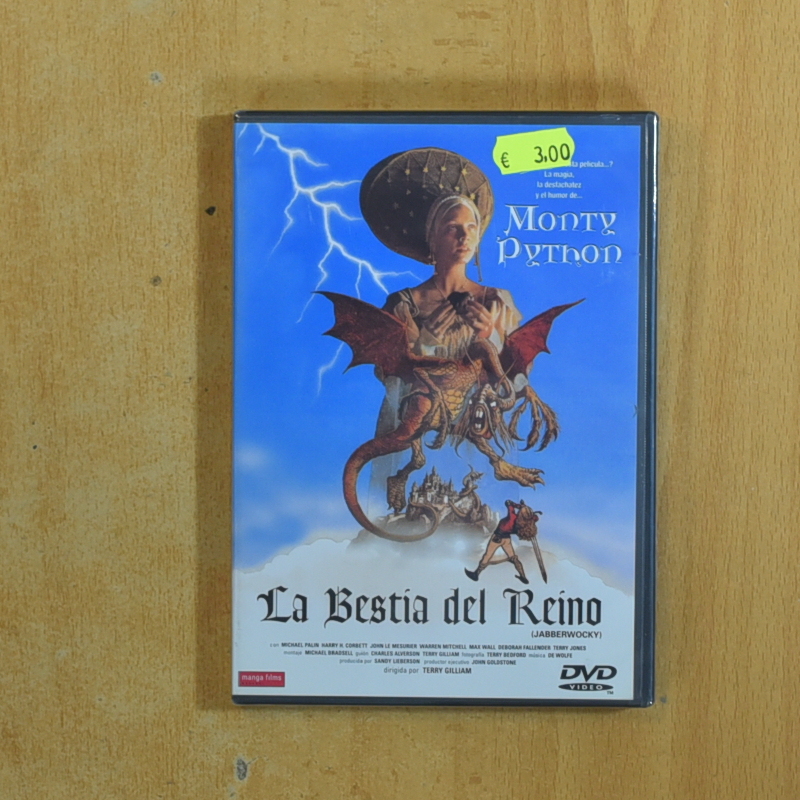 € 3.00
ta película...?
La magia,
la desfachatez
y el humor de...
Monty
Python
La Bestia del Reino
(JABBERWOCKY)
con MICHAEL PALIN HARRY H. CORBETT JOHN LE MESURIER WARREN MITCHELL MAX WALL DEBORAH FALLENDER TERRY JONES
montaje MICHAEL BRADSELL guión CHARLES ALVERSON TERRY GILLIAM fotografía TERRY BEDFORD música DE WOLFE
producida por SANDY LIEBERSON productor ejecutivo JOHN GOLDSTONE
dirigida por TERRY GILLIAM
manga films
DVD
VIDEO
TM